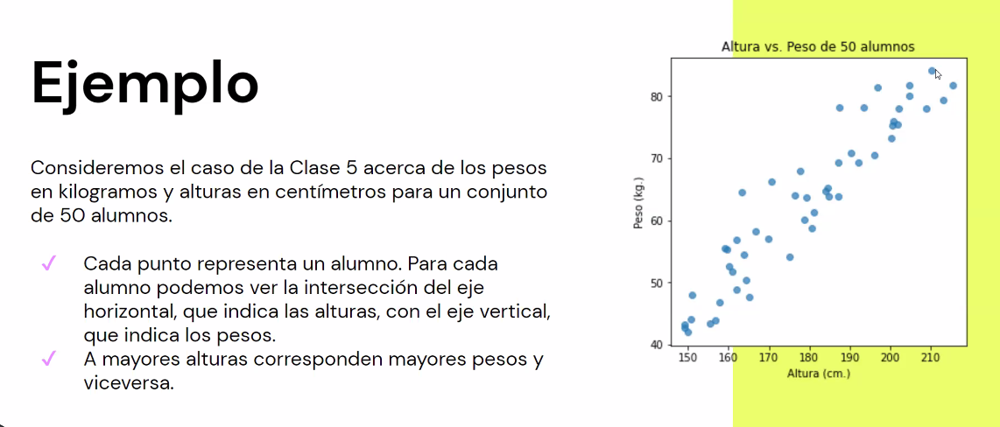 Ejemplo
Consideremos el caso de la Clase 5 acerca de los pesos
en kilogramos y alturas en centímetros para un conjunto
de 50 alumnos.
✓ Cada punto representa un alumno. Para cada
alumno podemos ver la intersección del eje
horizontal, que indica las alturas, con el eje vertical,
que indica los pesos.
✓ A mayores alturas corresponden mayores pesos y
viceversa.
Altura vs. Peso de 50 alumnos
Peso (kg.)
80
70
60
50
40
150 160 170 180 190 200 210
Altura (cm.)